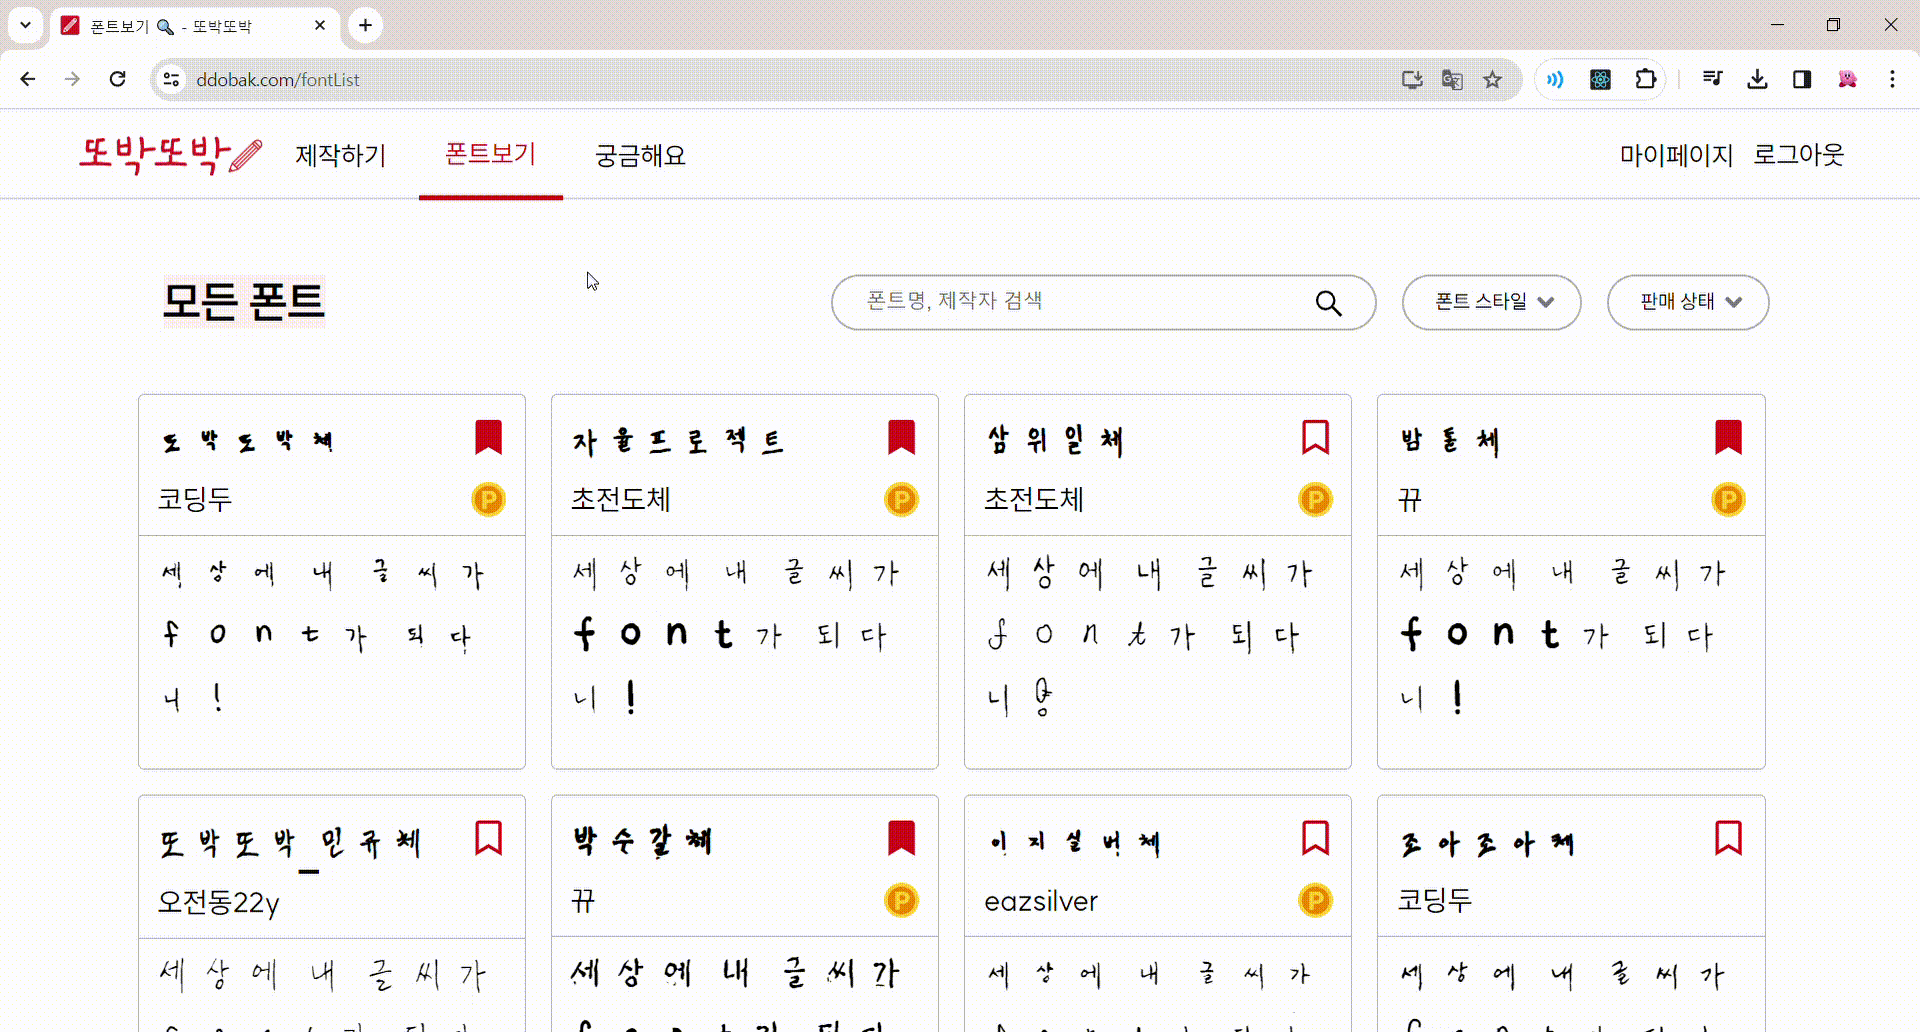 폰트보기 🔍 - 또박또박
ddobak.com/fontList
또박또박 제작하기 폰트보기 궁금해요 마이페이지 로그아웃
모든 폰트
폰트명, 제작자 검색
폰트 스타일
판매 상태
또박또박체
코딩두
P
세상에 내 글씨가
font가 되다
니!
자율프로젝트
초전도체
P
세상에 내 글씨가
font가 되다
니!
삼위일체
초전도체
P
세상에 내 글씨가
font가 되다
니
밤톨체
뀨
P
세상에 내 글씨가
font가 되다
니!
또박또박_민규체
오전동22y
세상에 내 글씨가
박수갈체
뀨
P
세상에 내 글씨가
이지실버체
eazsilver
P
세상에 내 글씨가
조아조아체
코딩두
세상에 내 글씨가